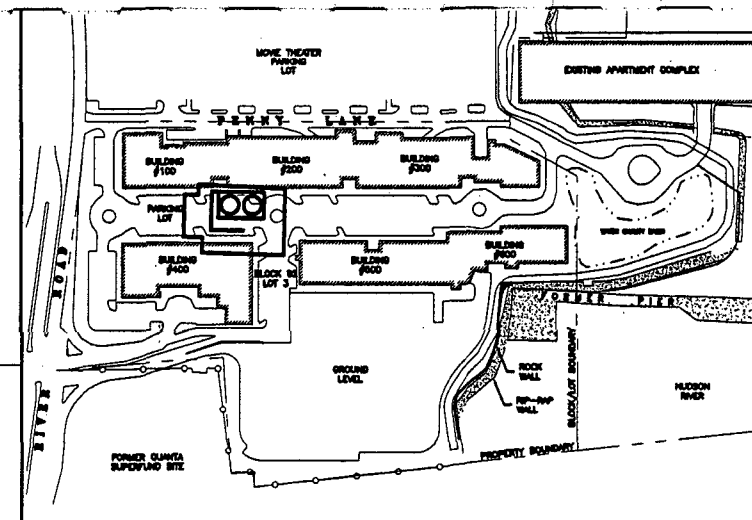 MOVIE THEATER
PARKING
LOT
EXISTING APARTMENT COMPLEX
PENNY LANE
BUILDING
#100
BUILDING
#200
BUILDING
#300
PARKING
LOT
BUILDING
#400
BUILDING
#500
BUILDING
#600
BLOCK
LOT 3
FORMER PIER
RIVER ROAD
GROUND
LEVEL
ROCK
WALL
RIP-RAP
WALL
BLOCK/LOT BOUNDARY
HUDSON
RIVER
PROPERTY BOUNDARY
FORMER QUANTA
SUPERFUND SITE